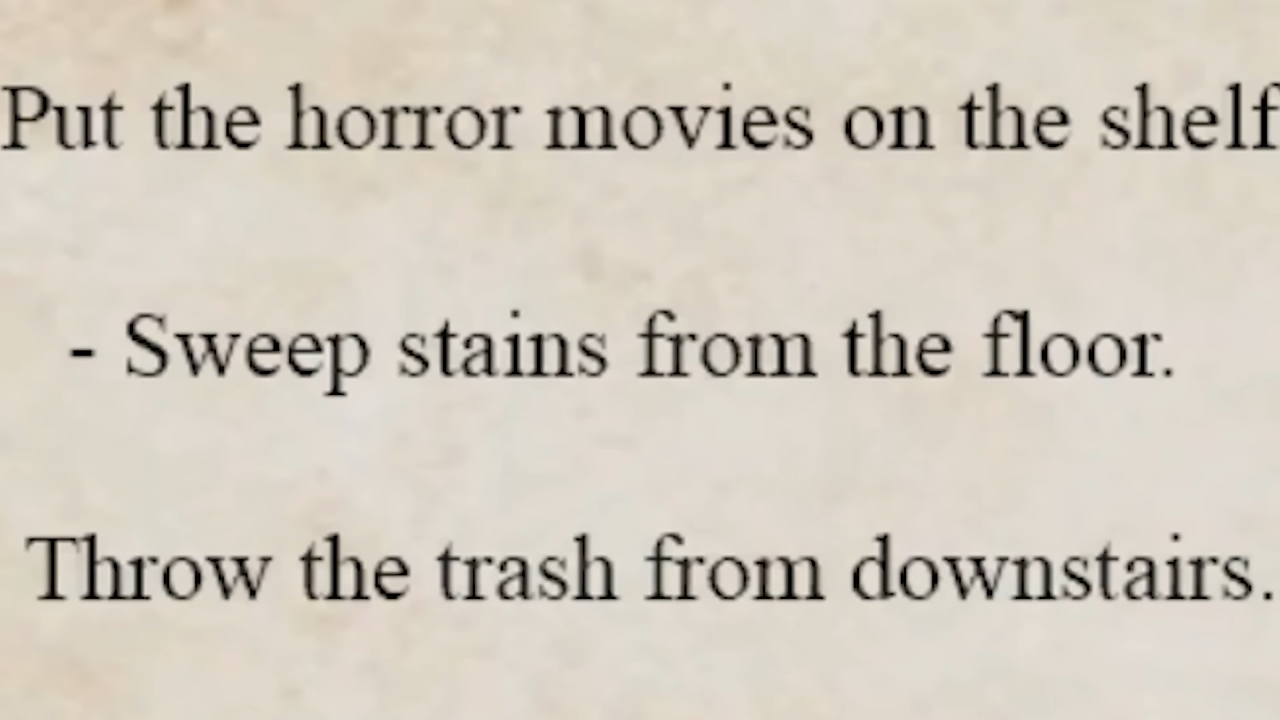 Put the horror movies on the shelf
- Sweep stains from the floor.
Throw the trash from downstairs.